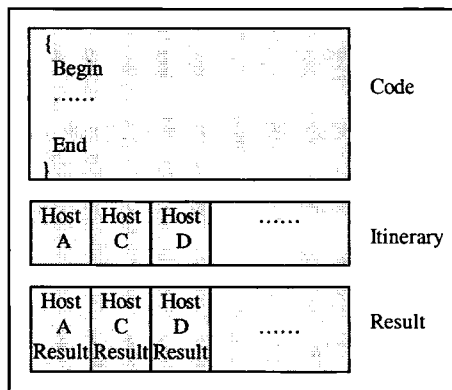 {
Begin
......
Code
End
}
Host Host Host ......
A C D
Itinerary
Host Host Host
A C D ......
Result
Result Result Result